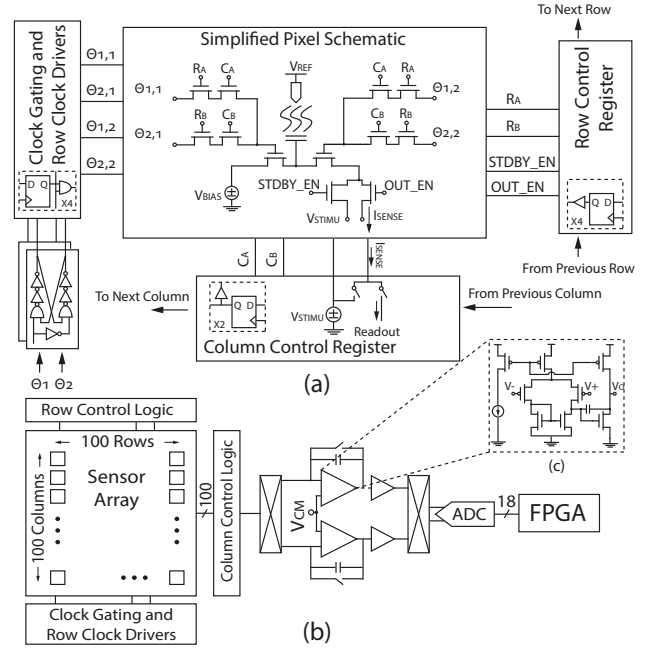 To Next Row
Clock Gating and
Row Clock Drivers
D Q
X4
Θ1,1
Θ2,1
Θ1,2
Θ2,2
Simplified Pixel Schematic
RA CA
Θ1,1
RB CB
Θ2,1
VREF
CA RA
Θ1,2
CB RB
Θ2,2
VBIAS
STDBY_EN
OUT_EN
VSTIMU
ISENSE
RA
RB
STDBY_EN
OUT_EN
Row Control
Register
Q D
X4
From Previous Row
CA
CB
ISENSE
To Next Column
From Previous Column
Q D
X2
VSTIMU
Readout
Column Control Register
Θ1 Θ2
(a)
Row Control Logic
100 Rows
100 Columns
Sensor
Array
100
Column Control Logic
VCM
V-
V+
VO
(c)
ADC
18
FPGA
Clock Gating and
Row Clock Drivers
(b)